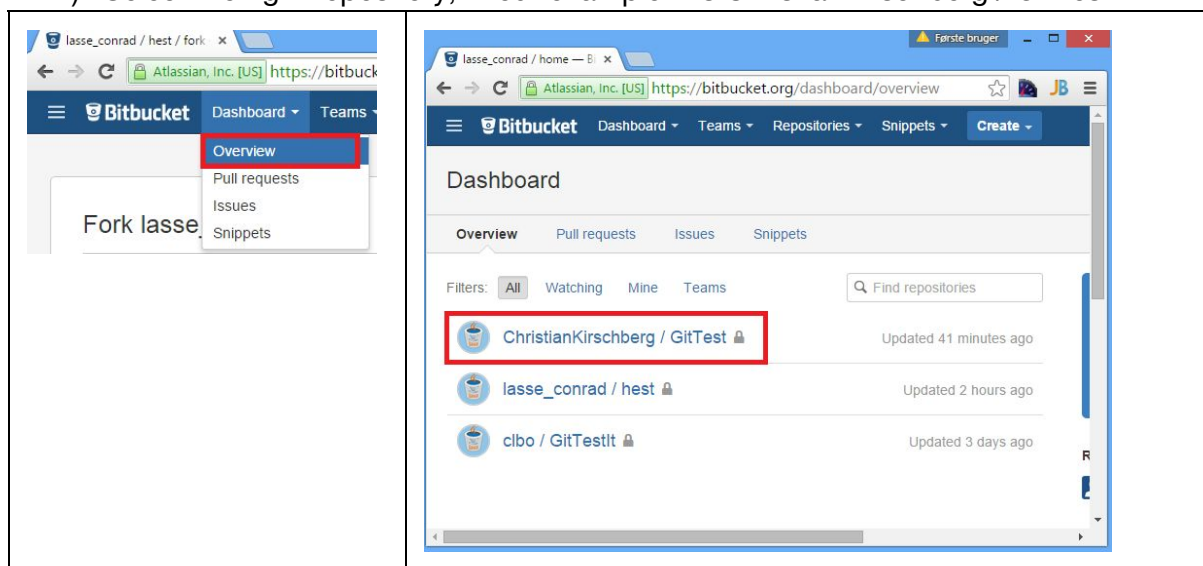 lasse_conrad / hest / fork
Atlassian, Inc. [US] https://bitbuck
Bitbucket Dashboard Teams
Overview
Pull requests
Issues
Snippets
Fork lasse_
Første bruger
lasse_conrad / home — Bi
Atlassian, Inc. [US] https://bitbucket.org/dashboard/overview JB
Bitbucket Dashboard Teams Repositories Snippets Create
Dashboard
Overview Pull requests Issues Snippets
Filters: All Watching Mine Teams Find repositories
ChristianKirschberg / GitTest Updated 41 minutes ago
lasse_conrad / hest Updated 2 hours ago
clbo / GitTestIt Updated 3 days ago
R